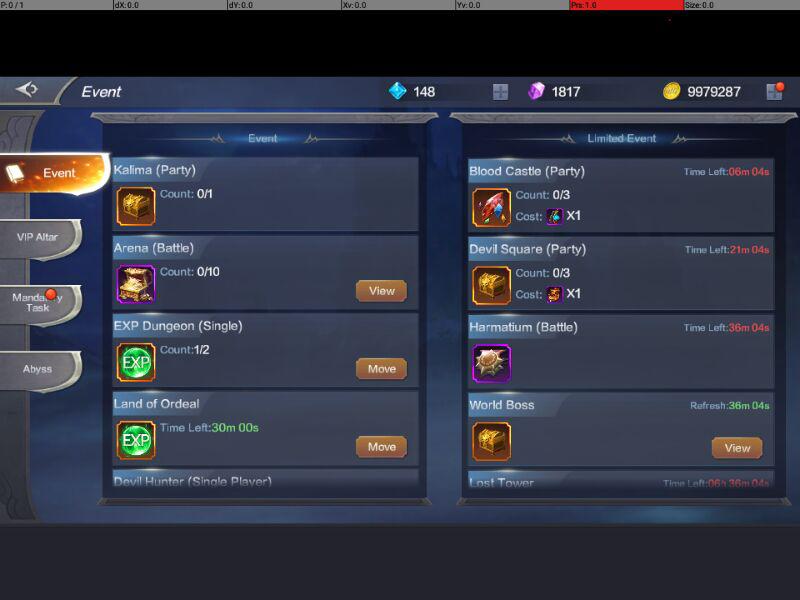 P: 0 / 1 dX: 0.0 dY: 0.0 Xv: 0.0 Yv: 0.0 Prs: 1.0 Size: 0.0
Event 148 1817 9979287
Event
VIP Altar
Task
Abyss
Event
Kalima (Party)
Count: 0/1
Arena (Battle)
Count: 0/10
View
EXP Dungeon (Single)
EXP
Count:1/2
Move
Land of Ordeal
EXP
Time Left:30m 00s
Move
Devil Hunter (Single Player)
Limited Event
Blood Castle (Party) Time Left:06m 04s
Count: 0/3
Cost: X1
Devil Square (Party) Time Left:21m 04s
Count: 0/3
Cost: X1
Harmatium (Battle) Time Left:36m 04s
World Boss Refresh:36m 04s
View
Lost Tower Time Left:06h 36m 04s